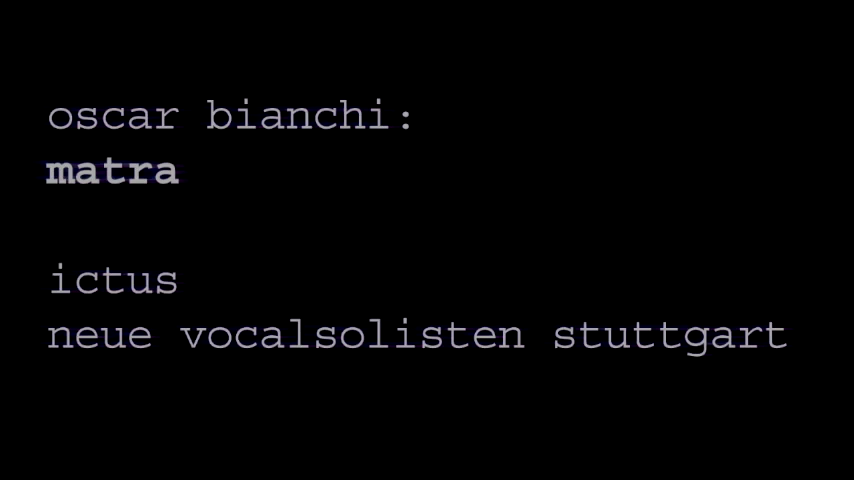 oscar bianchi:
matra
ictus
neue vocalsolisten stuttgart